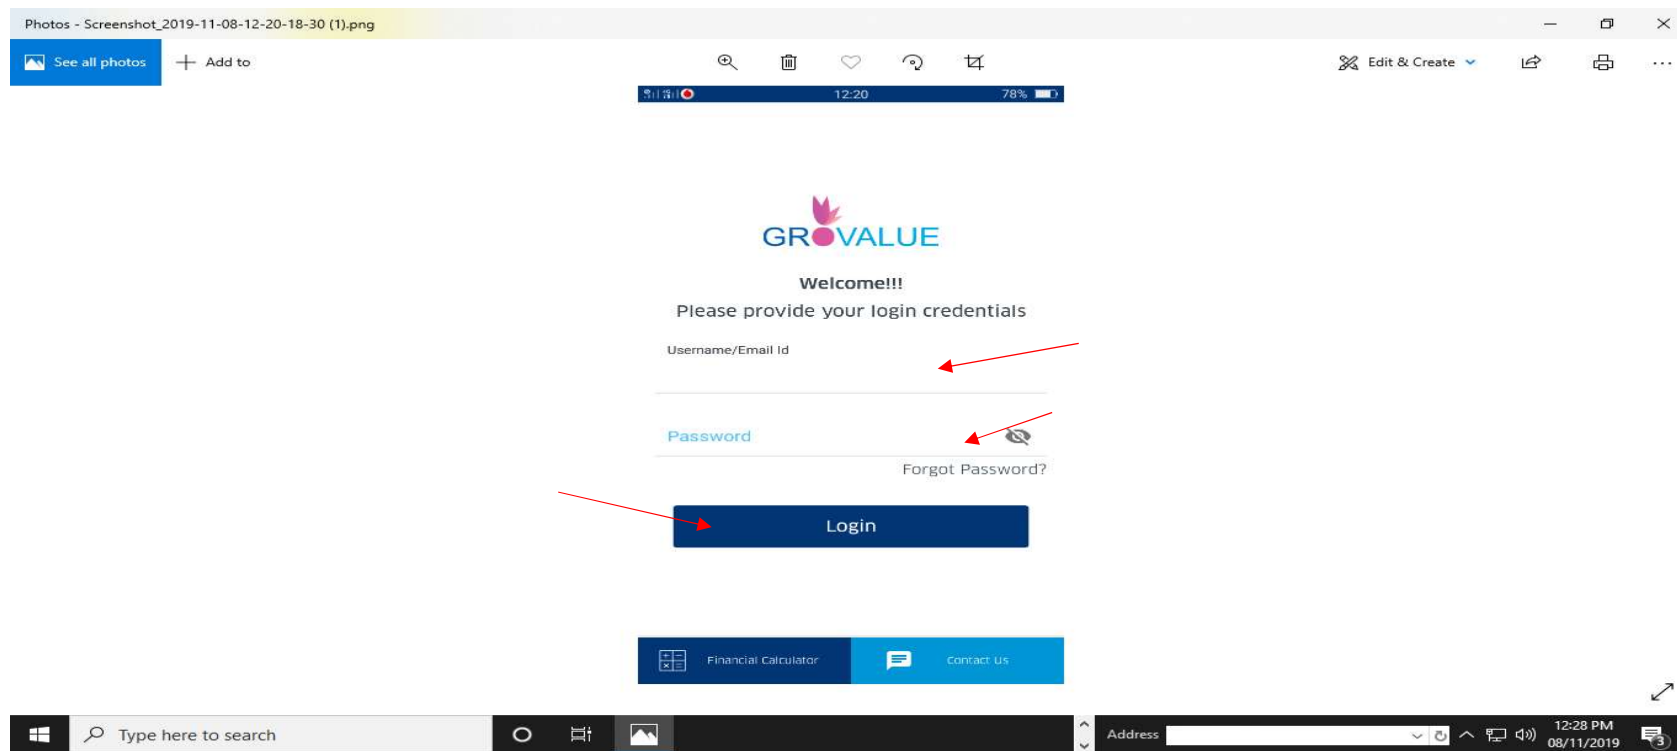 Photos - Screenshot_2019-11-08-12-20-18-30 (1).png
See all photos
Add to
Edit & Create
12:20
78%
GROVALUE
Welcome!!!
Please provide your login credentials
Username/Email Id
Password
Forgot Password?
Login
Financial Calculator
Contact Us
Type here to search
Address
12:28 PM
08/11/2019
3